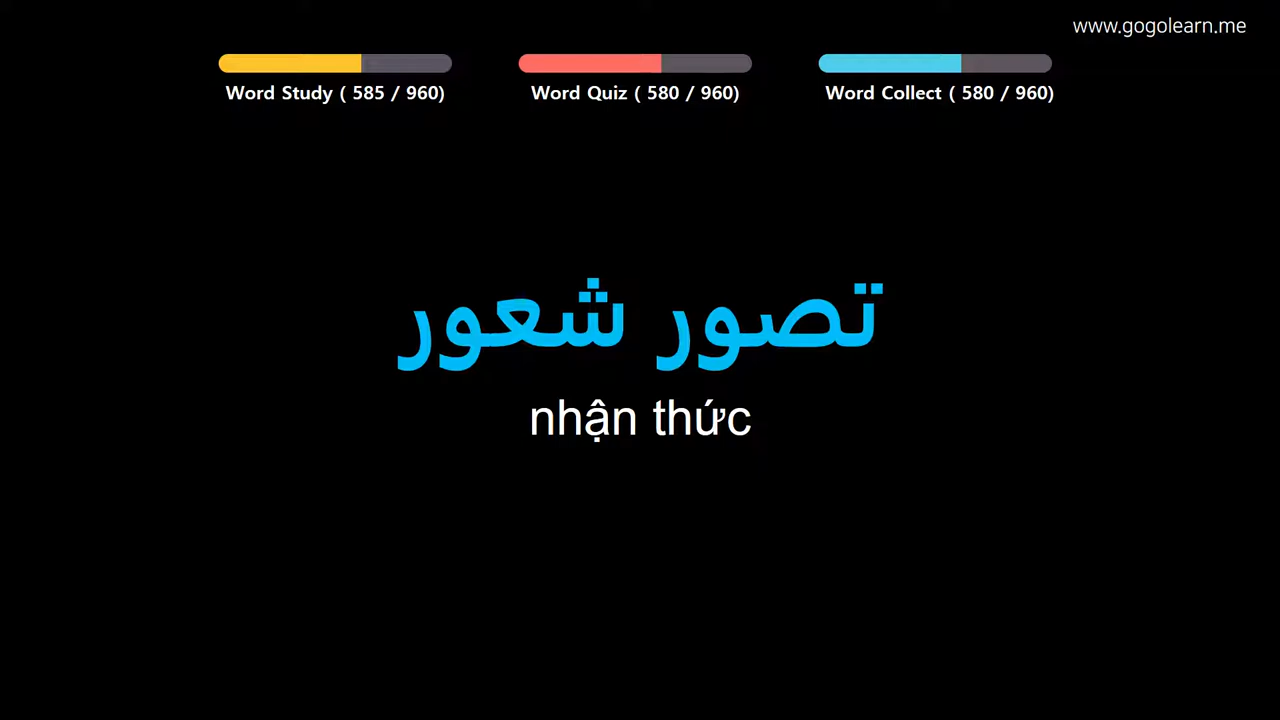 www.gogolearn.me
Word Study ( 585 / 960)
Word Quiz ( 580 / 960)
Word Collect ( 580 / 960)
تصور شعور
nhận thức